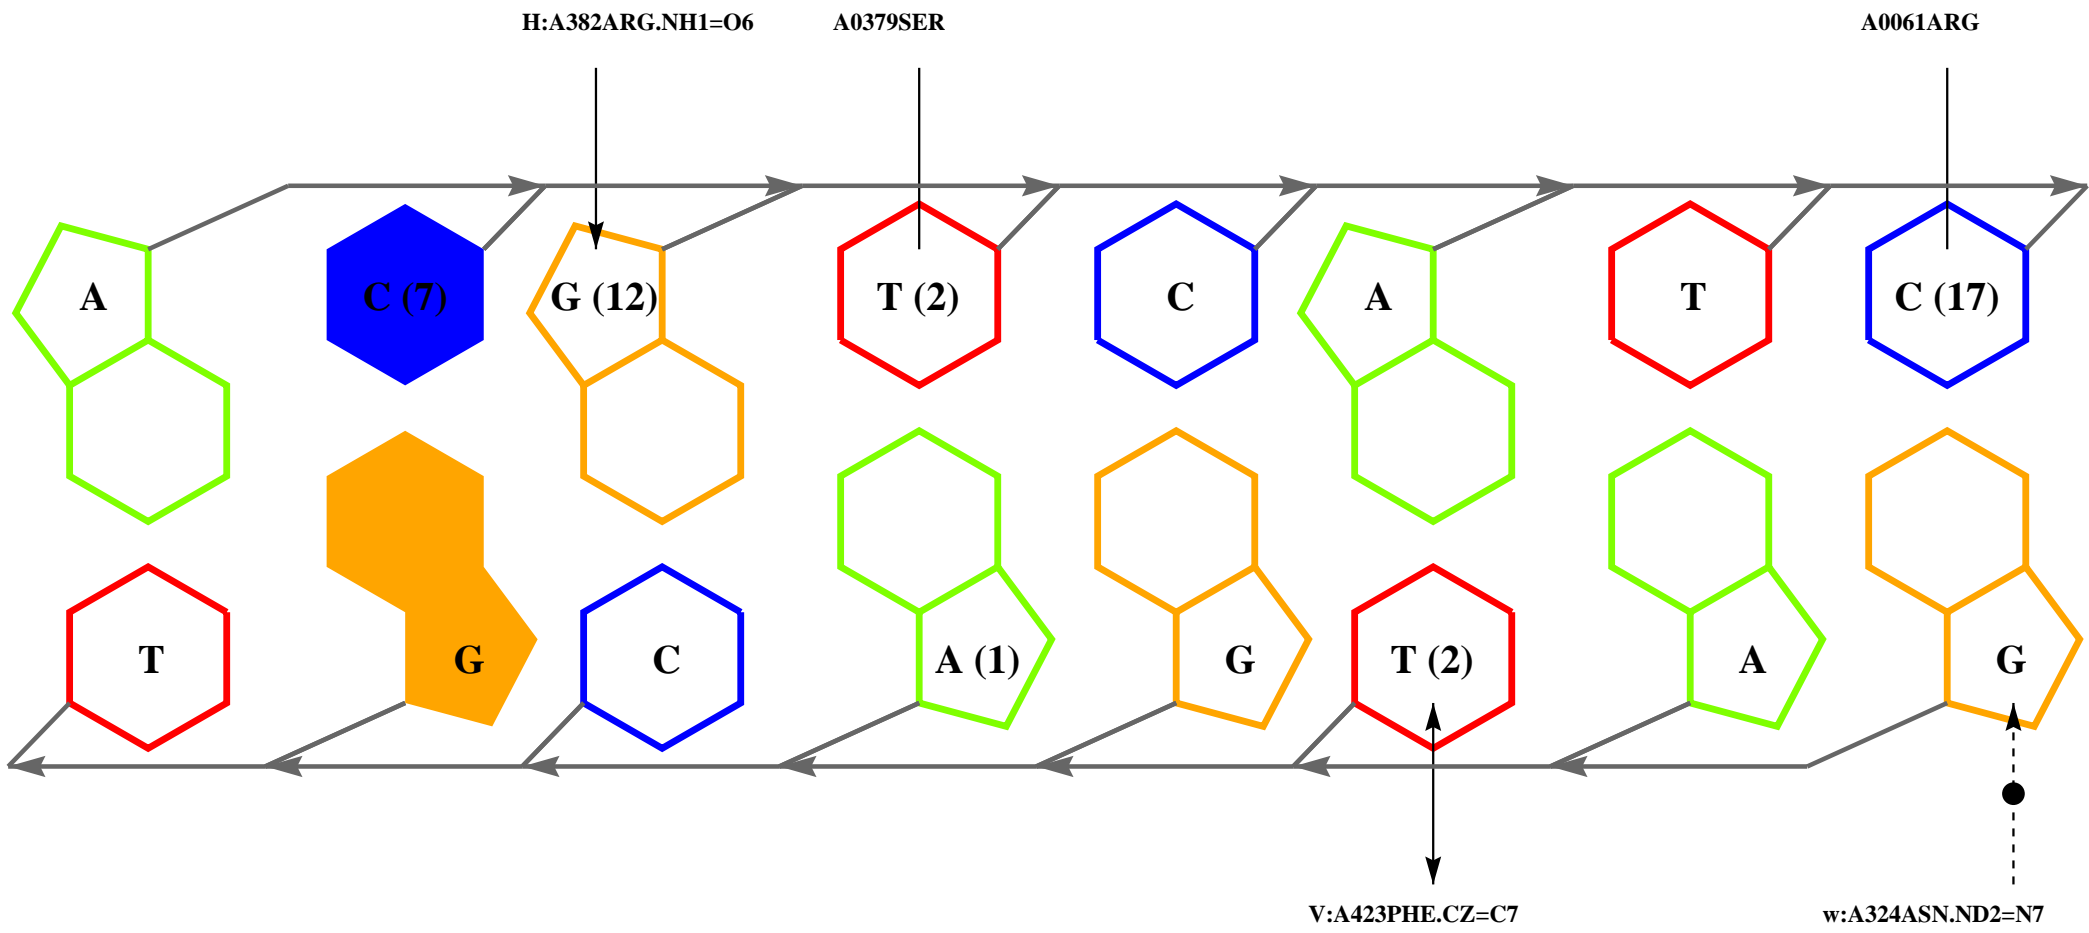 H:A382ARG.NH1=O6 A0379SER A0061ARG
A C (7) G (12) T (2) C A T C (17)
T G C A (1) G T (2) A G
V:A423PHE.CZ=C7 w:A324ASN.ND2=N7